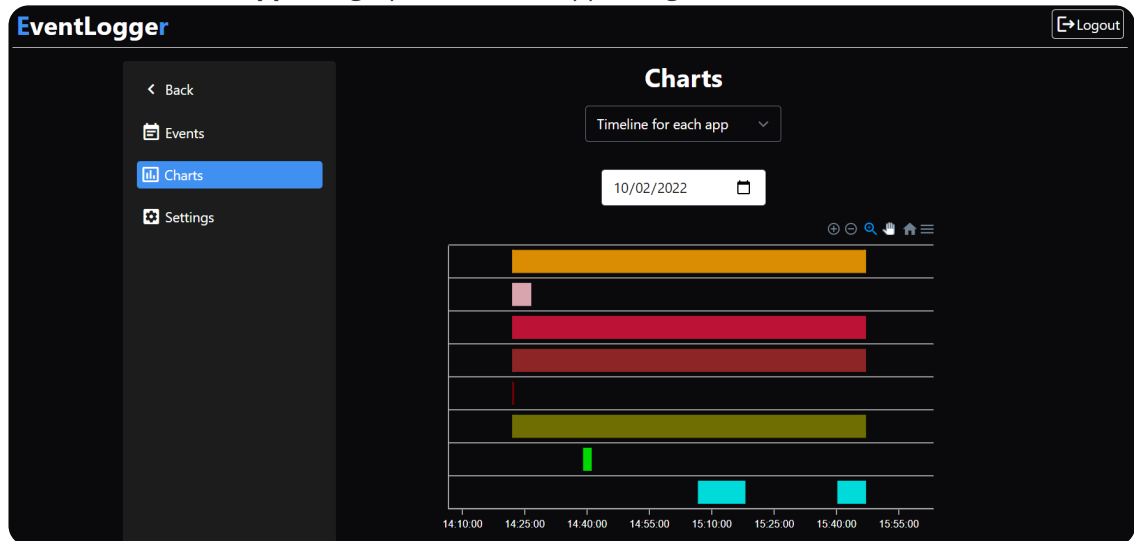 EventLogger
Logout
Back
Events
Charts
Settings
Charts
Timeline for each app
10/02/2022
14:10:00 14:25:00 14:40:00 14:55:00 15:10:00 15:25:00 15:40:00 15:55:00